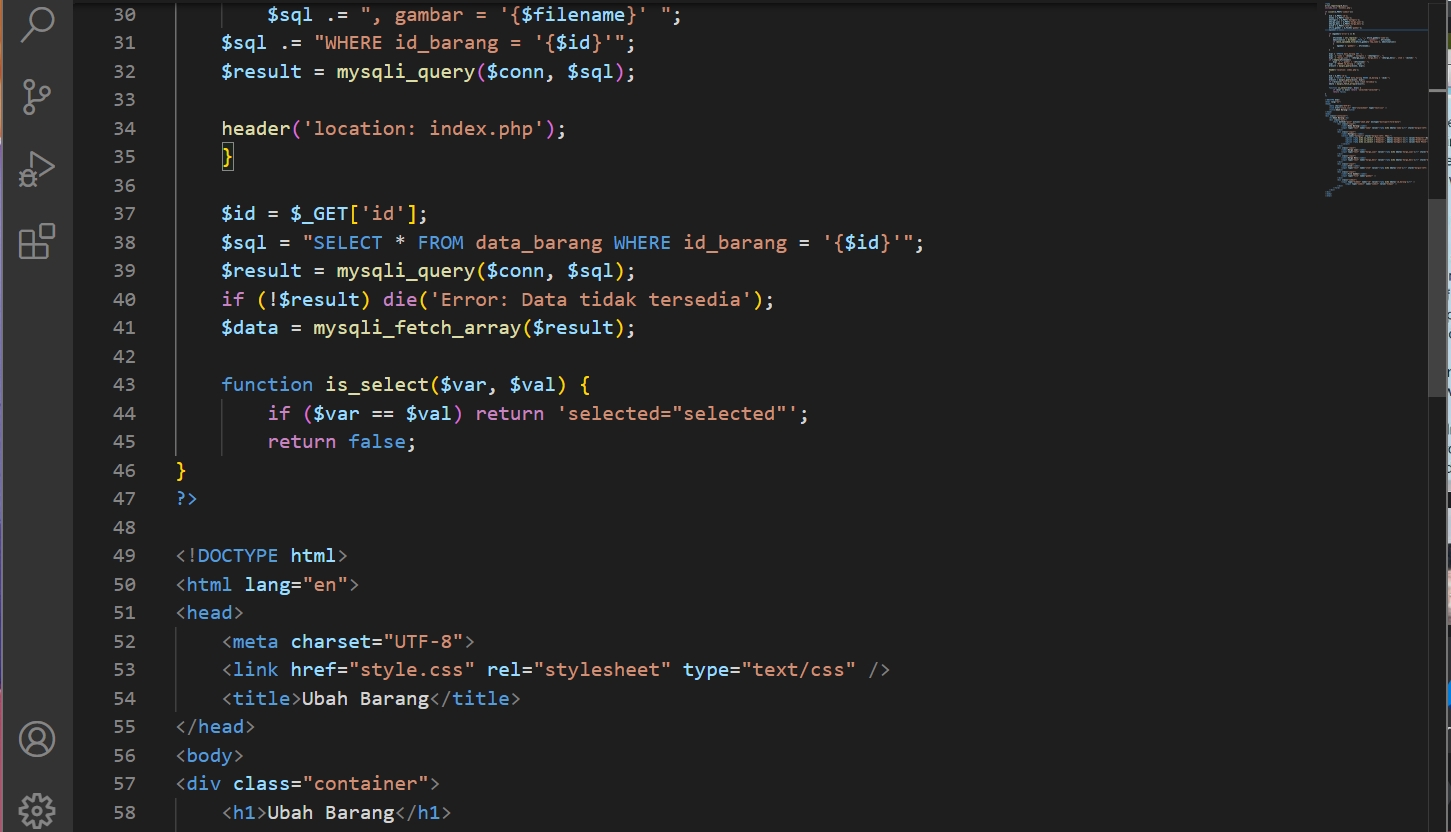 30 $sql .= ", gambar = '{$filename}' ";
31 $sql .= "WHERE id_barang = '{$id}'";
32 $result = mysqli_query($conn, $sql);
33
34 header('location: index.php');
35 }
36
37 $id = $_GET['id'];
38 $sql = "SELECT * FROM data_barang WHERE id_barang = '{$id}'";
39 $result = mysqli_query($conn, $sql);
40 if (!$result) die('Error: Data tidak tersedia');
41 $data = mysqli_fetch_array($result);
42
43 function is_select($var, $val) {
44 if ($var == $val) return 'selected="selected"';
45 return false;
46 }
47 ?>
48
49 <!DOCTYPE html>
50 <html lang="en">
51 <head>
52 <meta charset="UTF-8">
53 <link href="style.css" rel="stylesheet" type="text/css" />
54 <title>Ubah Barang</title>
55 </head>
56 <body>
57 <div class="container">
58 <h1>Ubah Barang</h1>